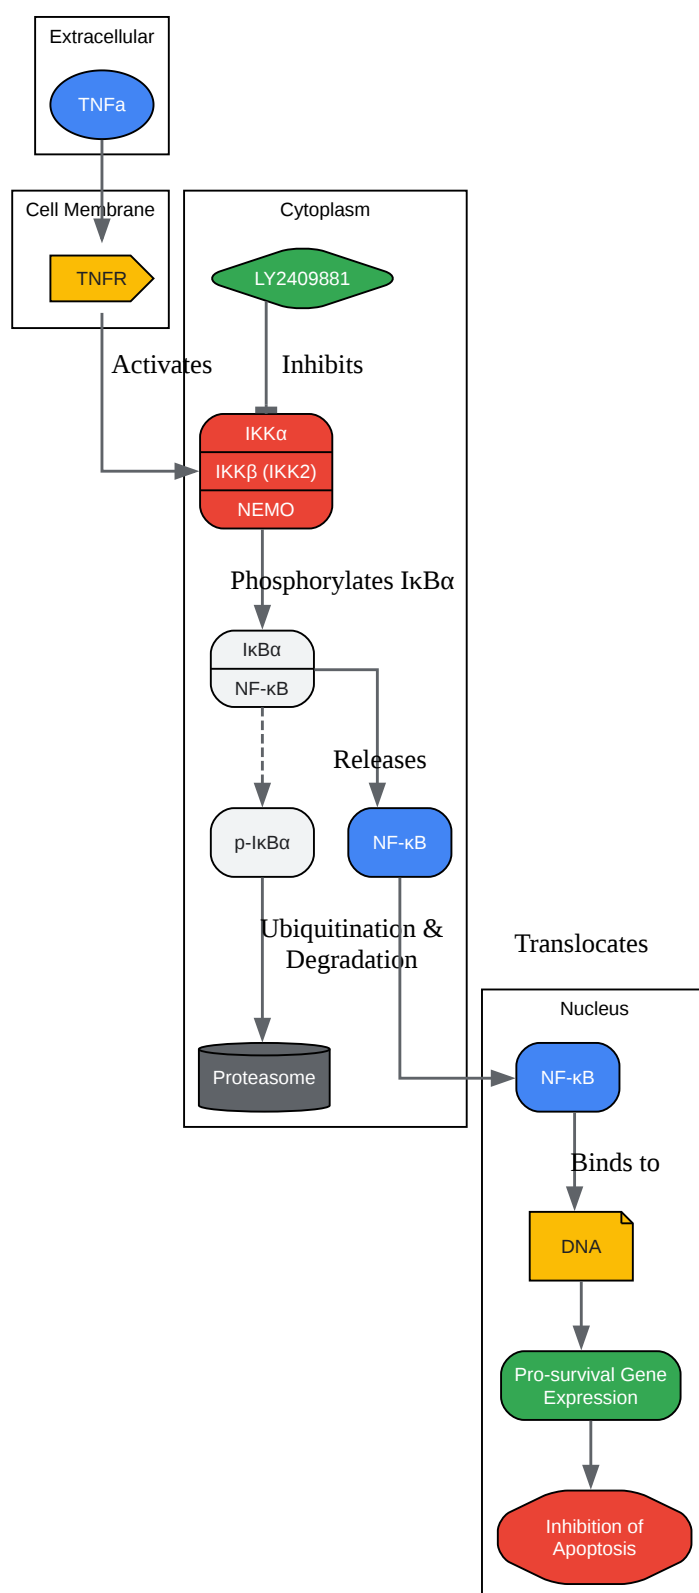 Extracellular
TNFa
Cell Membrane
TNFR
Cytoplasm
LY2409881
Activates
Inhibits
IKKα
IKKβ (IKK2)
NEMO
Phosphorylates IκBα
IκBα
NF-κB
Releases
p-IκBα
NF-κB
Ubiquitination &
Degradation
Translocates
Nucleus
Proteasome
NF-κB
Binds to
DNA
Pro-survival Gene
Expression
Inhibition of
Apoptosis